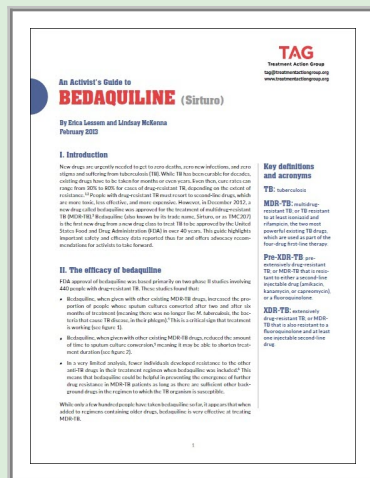 TAG
Treatment Action Group
tag@treatmentactiongroup.org
www.treatmentactiongroup.org
An Activist's Guide to
BEDAQUILINE (Sirturo)
By Erica Lessem and Lindsay McKenna
February 2013
I. Introduction
New drugs are urgently needed to get to zero deaths, zero new infections, and zero
stigma and suffering from tuberculosis (TB). While TB has been curable for decades,
existing drugs have to be taken for months or even years. Even then, cure rates can
range from 30% to 80% for cases of drug-resistant TB, depending on the extent of
resistance. People with drug-resistant TB must resort to second-line drugs, which
are more toxic, less effective, and more expensive. However, in December 2012, a
new drug called bedaquiline was approved for the treatment of multidrug-resistant
TB (MDR-TB). Bedaquiline (also known by its trade name, Sirturo, or as TMC207)
is the first new drug from a new drug class to treat TB to be approved by the United
States Food and Drug Administration (FDA) in over 40 years. This guide highlights
important safety and efficacy data reported thus far and offers advocacy recom-
mendations for activists to take forward.
II. The efficacy of bedaquiline
FDA approval of bedaquiline was based primarily on two phase II studies involving
440 people with drug-resistant TB. These studies found that:
• Bedaquiline, when given with other existing MDR-TB drugs, increased the pro-
portion of people whose sputum cultures converted after two and after six
months of treatment (meaning there was no longer live M. tuberculosis, the bac-
teria that cause TB disease, in their phlegm). This is a critical sign that treatment
is working (see figure 1).
• Bedaquiline, when given with other existing MDR-TB drugs, reduced the amount
of time to sputum culture conversion, meaning it may be able to shorten treat-
ment duration (see figure 2).
• In a very limited analysis, fewer individuals developed resistance to the other
anti-TB drugs in their treatment regimen when bedaquiline was included. This
means that bedaquiline could be helpful in preventing the emergence of further
drug resistance in MDR-TB patients as long as there are sufficient other back-
ground drugs in the regimen to which the TB organism is susceptible.
While only a few hundred people have taken bedaquiline so far, it appears that when
added to regimens containing older drugs, bedaquiline is very effective at treating
MDR-TB.
Key definitions
and acronyms
TB: tuberculosis
MDR-TB: multidrug-
resistant TB, or TB resistant
to at least isoniazid and
rifampicin, the two most
powerful existing TB drugs,
which are used as part of the
four-drug first-line therapy.
Pre-XDR-TB: pre-
extensively drug-resistant
TB, or MDR-TB that is resis-
tant to either a second-line
injectable drug (amikacin,
kanamycin, or capreomycin),
or a fluoroquinolone.
XDR-TB: extensively
drug-resistant TB, or MDR-
TB that is also resistant to a
fluoroquinolone and at least
one injectable second-line
drug.
1